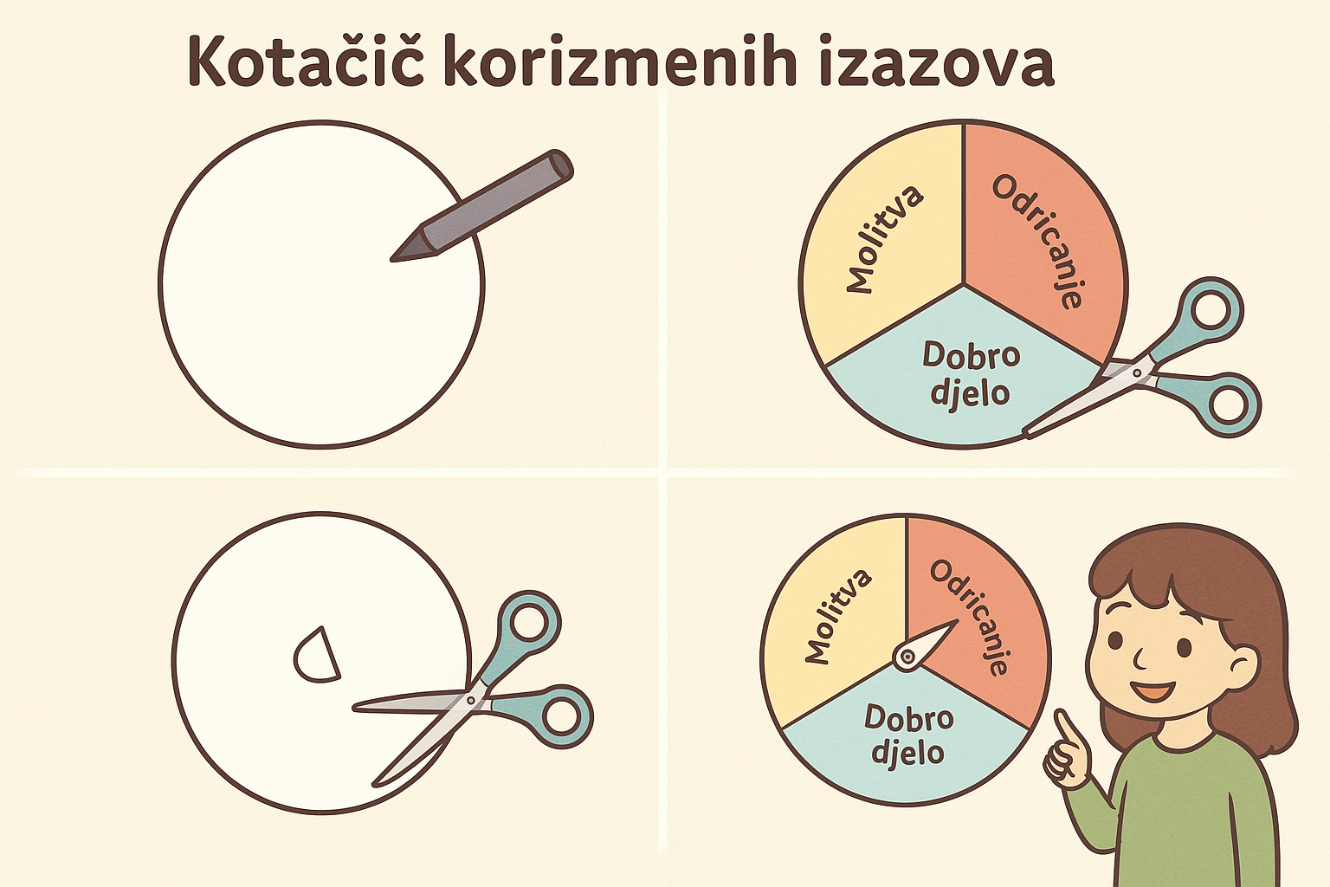 Kotačič korizmenih izazova
Molitva
Odricanje
Dobro
djelo
Molitva
Odricanje
Dobro
djelo